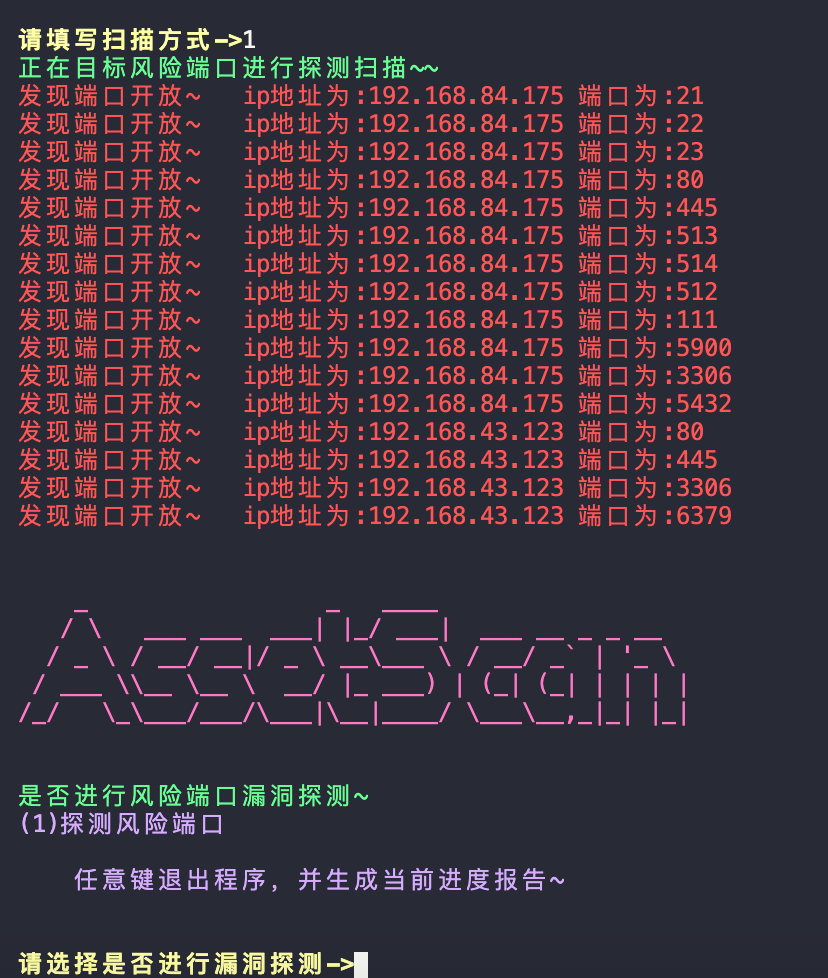 请填写扫描方式->1
正在目标风险端口进行探测扫描~~
发现端口开放~   ip地址为:192.168.84.175 端口为:21
发现端口开放~   ip地址为:192.168.84.175 端口为:22
发现端口开放~   ip地址为:192.168.84.175 端口为:23
发现端口开放~   ip地址为:192.168.84.175 端口为:80
发现端口开放~   ip地址为:192.168.84.175 端口为:445
发现端口开放~   ip地址为:192.168.84.175 端口为:513
发现端口开放~   ip地址为:192.168.84.175 端口为:514
发现端口开放~   ip地址为:192.168.84.175 端口为:512
发现端口开放~   ip地址为:192.168.84.175 端口为:111
发现端口开放~   ip地址为:192.168.84.175 端口为:5900
发现端口开放~   ip地址为:192.168.84.175 端口为:3306
发现端口开放~   ip地址为:192.168.84.175 端口为:5432
发现端口开放~   ip地址为:192.168.43.123 端口为:80
发现端口开放~   ip地址为:192.168.43.123 端口为:445
发现端口开放~   ip地址为:192.168.43.123 端口为:3306
发现端口开放~   ip地址为:192.168.43.123 端口为:6379
AssetScan
是否进行风险端口漏洞探测~
(1)探测风险端口
任意键退出程序, 并生成当前进度报告~
请选择是否进行漏洞探测->